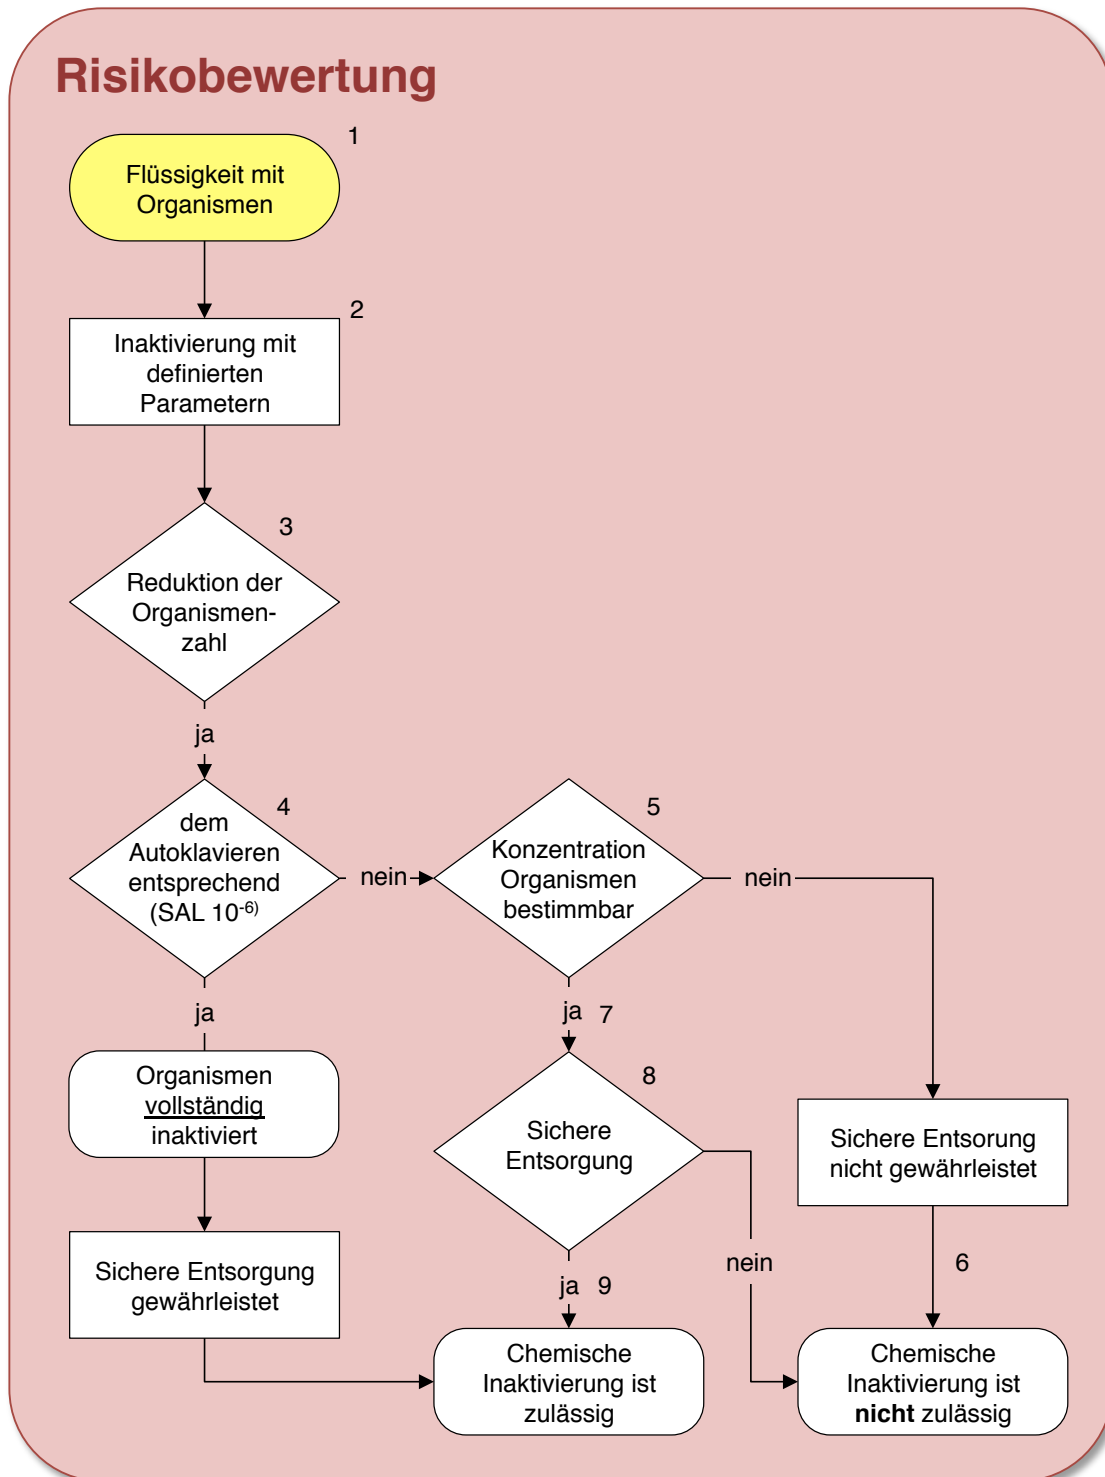 Risikobewertung
1
Flüssigkeit mit
Organismen
2
Inaktivierung mit
definierten
Parametern
3
Reduktion der
Organismen-
zahl
ja
4
dem
Autoklavieren
entsprechend
(SAL 10⁻⁶⁾
nein
5
Konzentration
Organismen
bestimmbar
nein
ja
ja 7
Organismen
vollständig
inaktiviert
8
Sichere
Entsorgung
Sichere Entsorung
nicht gewährleistet
Sichere Entsorgung
gewährleistet
ja 9
nein
6
Chemische
Inaktivierung ist
zulässig
Chemische
Inaktivierung ist
nicht zulässig